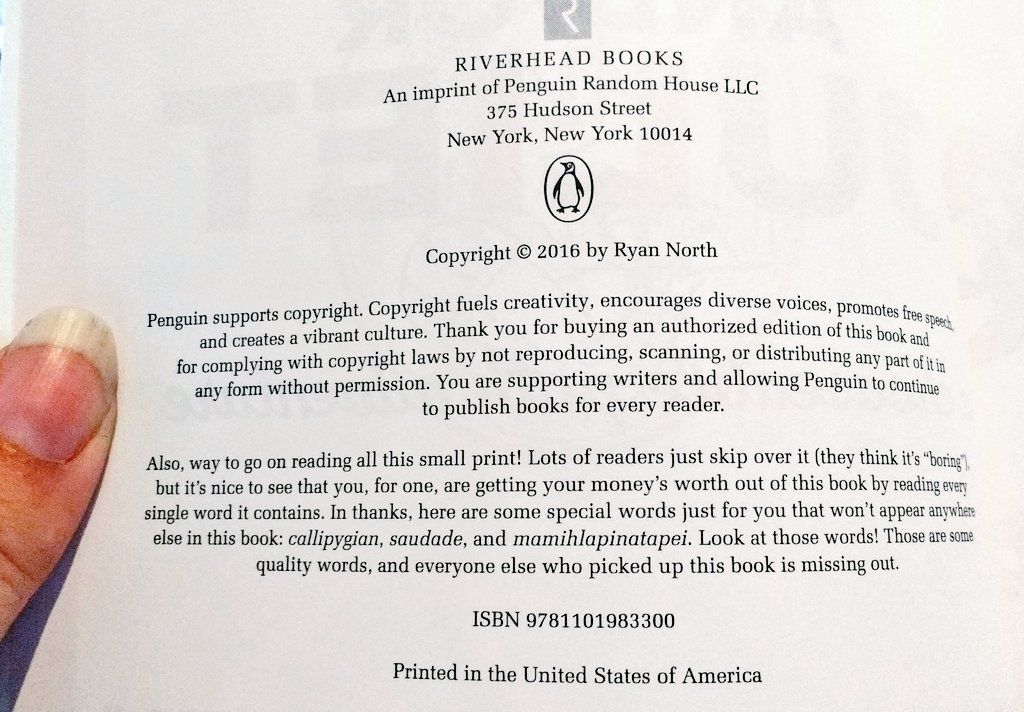 R
RIVERHEAD BOOKS
An imprint of Penguin Random House LLC
375 Hudson Street
New York, New York 10014
Copyright © 2016 by Ryan North
Penguin supports copyright. Copyright fuels creativity, encourages diverse voices, promotes free speech,
and creates a vibrant culture. Thank you for buying an authorized edition of this book and
for complying with copyright laws by not reproducing, scanning, or distributing any part of it in
any form without permission. You are supporting writers and allowing Penguin to continue
to publish books for every reader.
Also, way to go on reading all this small print! Lots of readers just skip over it (they think it's "boring"),
but it's nice to see that you, for one, are getting your money's worth out of this book by reading every
single word it contains. In thanks, here are some special words just for you that won't appear anywhere
else in this book: callipygian, saudade, and mamihlapinatapei. Look at those words! Those are some
quality words, and everyone else who picked up this book is missing out.
ISBN 9781101983300
Printed in the United States of America